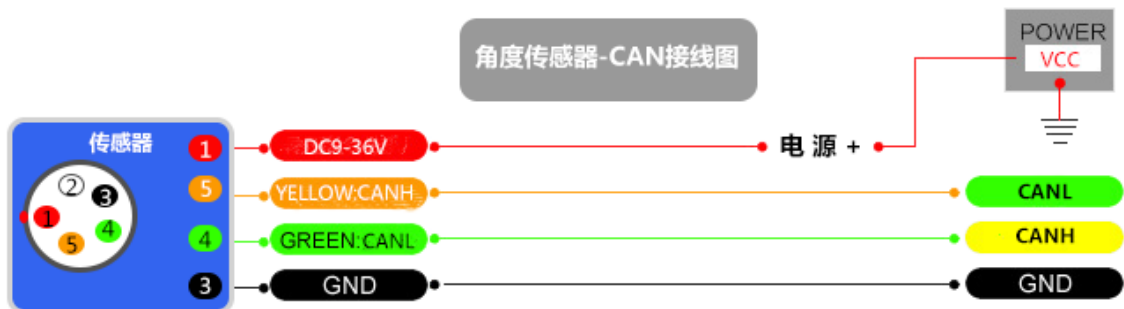 角度传感器-CAN接线图
POWER
VCC
传感器
1 DC9-36V 电 源 +
5 YELLOW:CANH CANL
4 GREEN:CANL CANH
3 GND GND
2
3
1
4
5